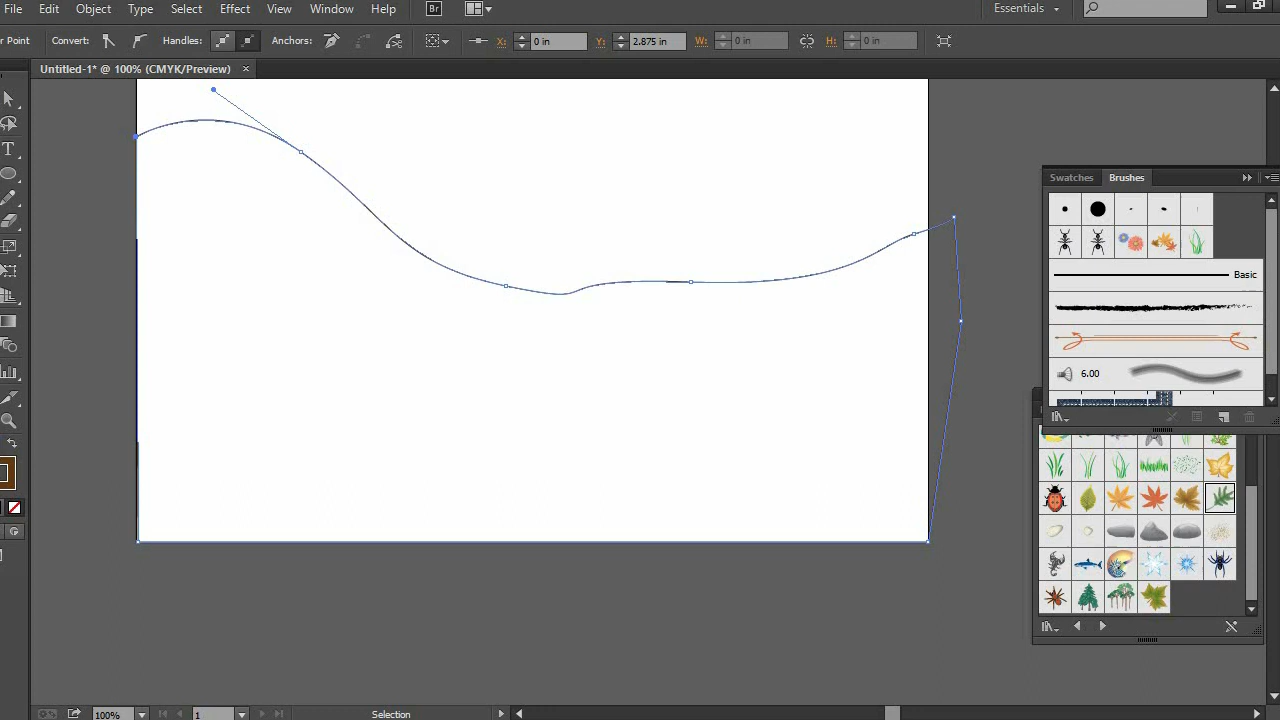 File Edit Object Type Select Effect View Window Help Br Essentials
er Point Convert: Handles: Anchors: X: 0 in Y: 2.875 in W: 0 in H: 0 in
Untitled-1* @ 100% (CMYK/Preview) ×
Swatches Brushes
Basic
6.00
100% 1 Selection